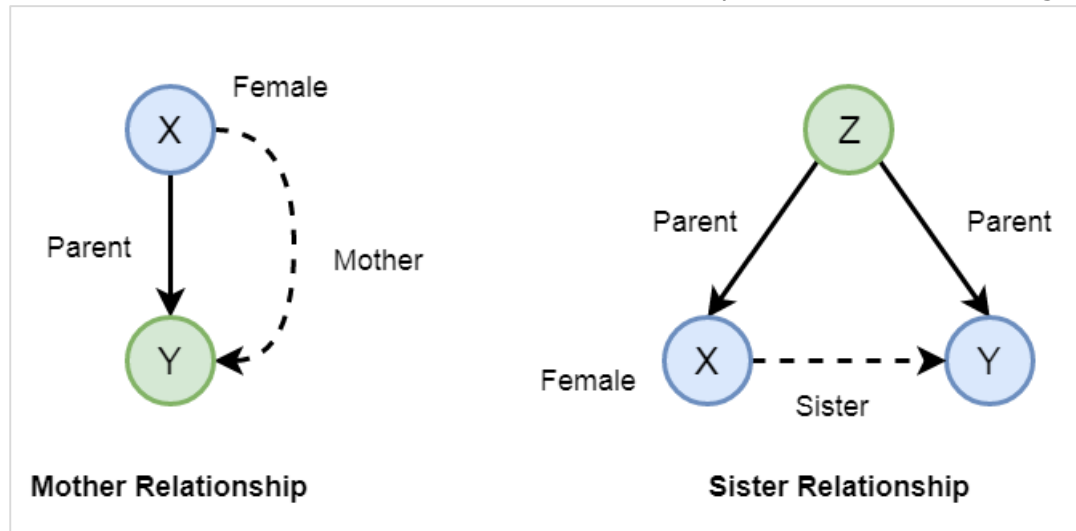 Female
X
Parent
Mother
Y
Mother Relationship
Z
Parent
Parent
X
Y
Female
Sister
Sister Relationship